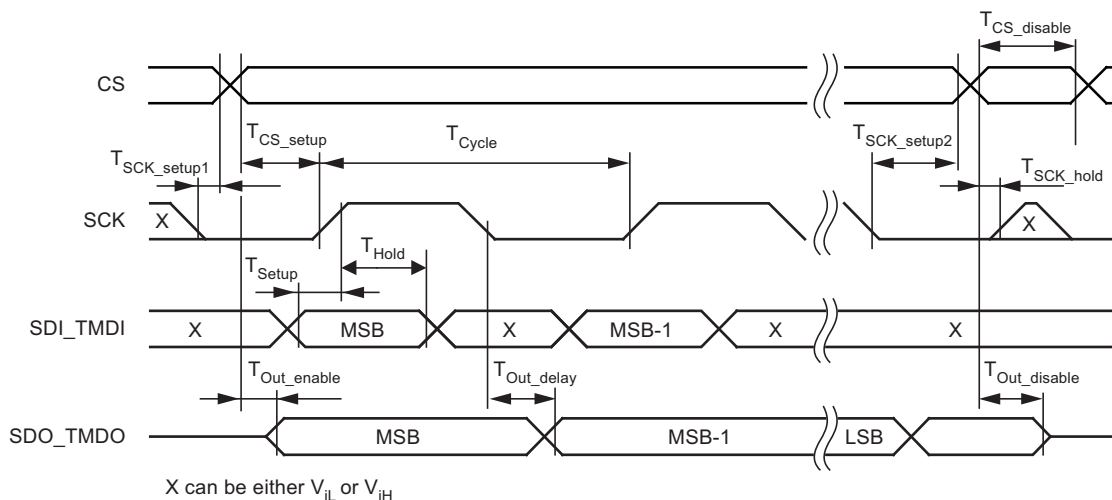 T_CS_disable
CS
T_CS_setup
T_Cycle
T_SCK_setup2
T_SCK_setup1
T_SCK_hold
SCK
X
X
T_Setup
T_Hold
SDI_TMDI
X
MSB
X
MSB-1
X
X
T_Out_enable
T_Out_delay
T_Out_disable
SDO_TMDO
MSB
MSB-1
LSB
X can be either V_iL or V_iH